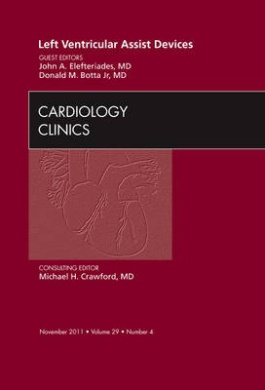 Left Ventricular Assist Devices
GUEST EDITORS
John A. Elefteriades, MD
Donald M. Botta Jr, MD
CARDIOLOGY
CLINICS
CONSULTING EDITOR
Michael H. Crawford, MD
November 2011 • Volume 29 • Number 4